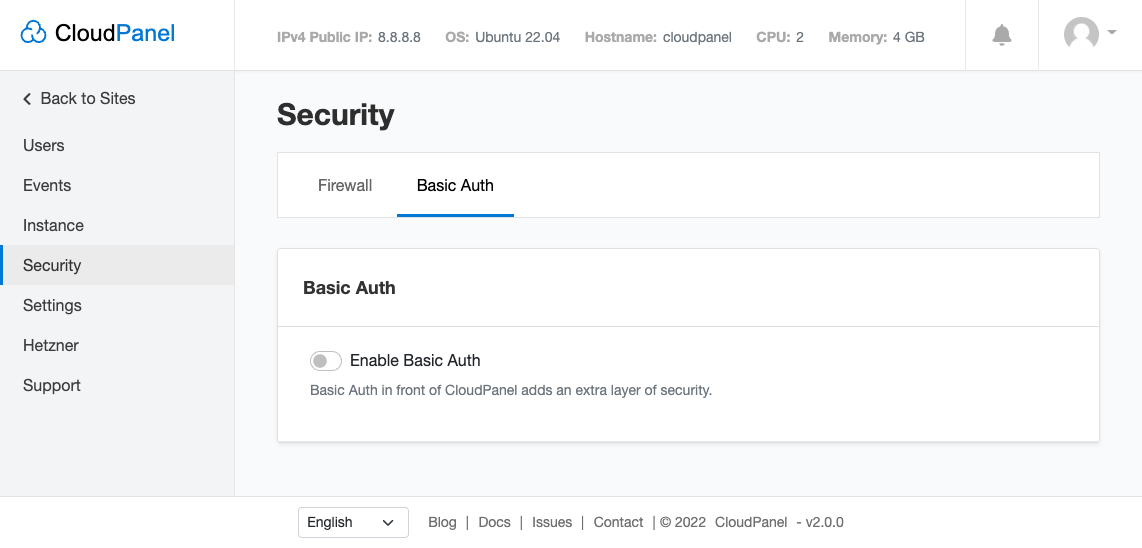 CloudPanel
IPv4 Public IP: 8.8.8.8 OS: Ubuntu 22.04 Hostname: cloudpanel CPU: 2 Memory: 4 GB
Back to Sites
Users
Events
Instance
Security
Settings
Hetzner
Support
Security
Firewall Basic Auth
Basic Auth
Enable Basic Auth
Basic Auth in front of CloudPanel adds an extra layer of security.
English Blog | Docs | Issues | Contact | © 2022 CloudPanel - v2.0.0